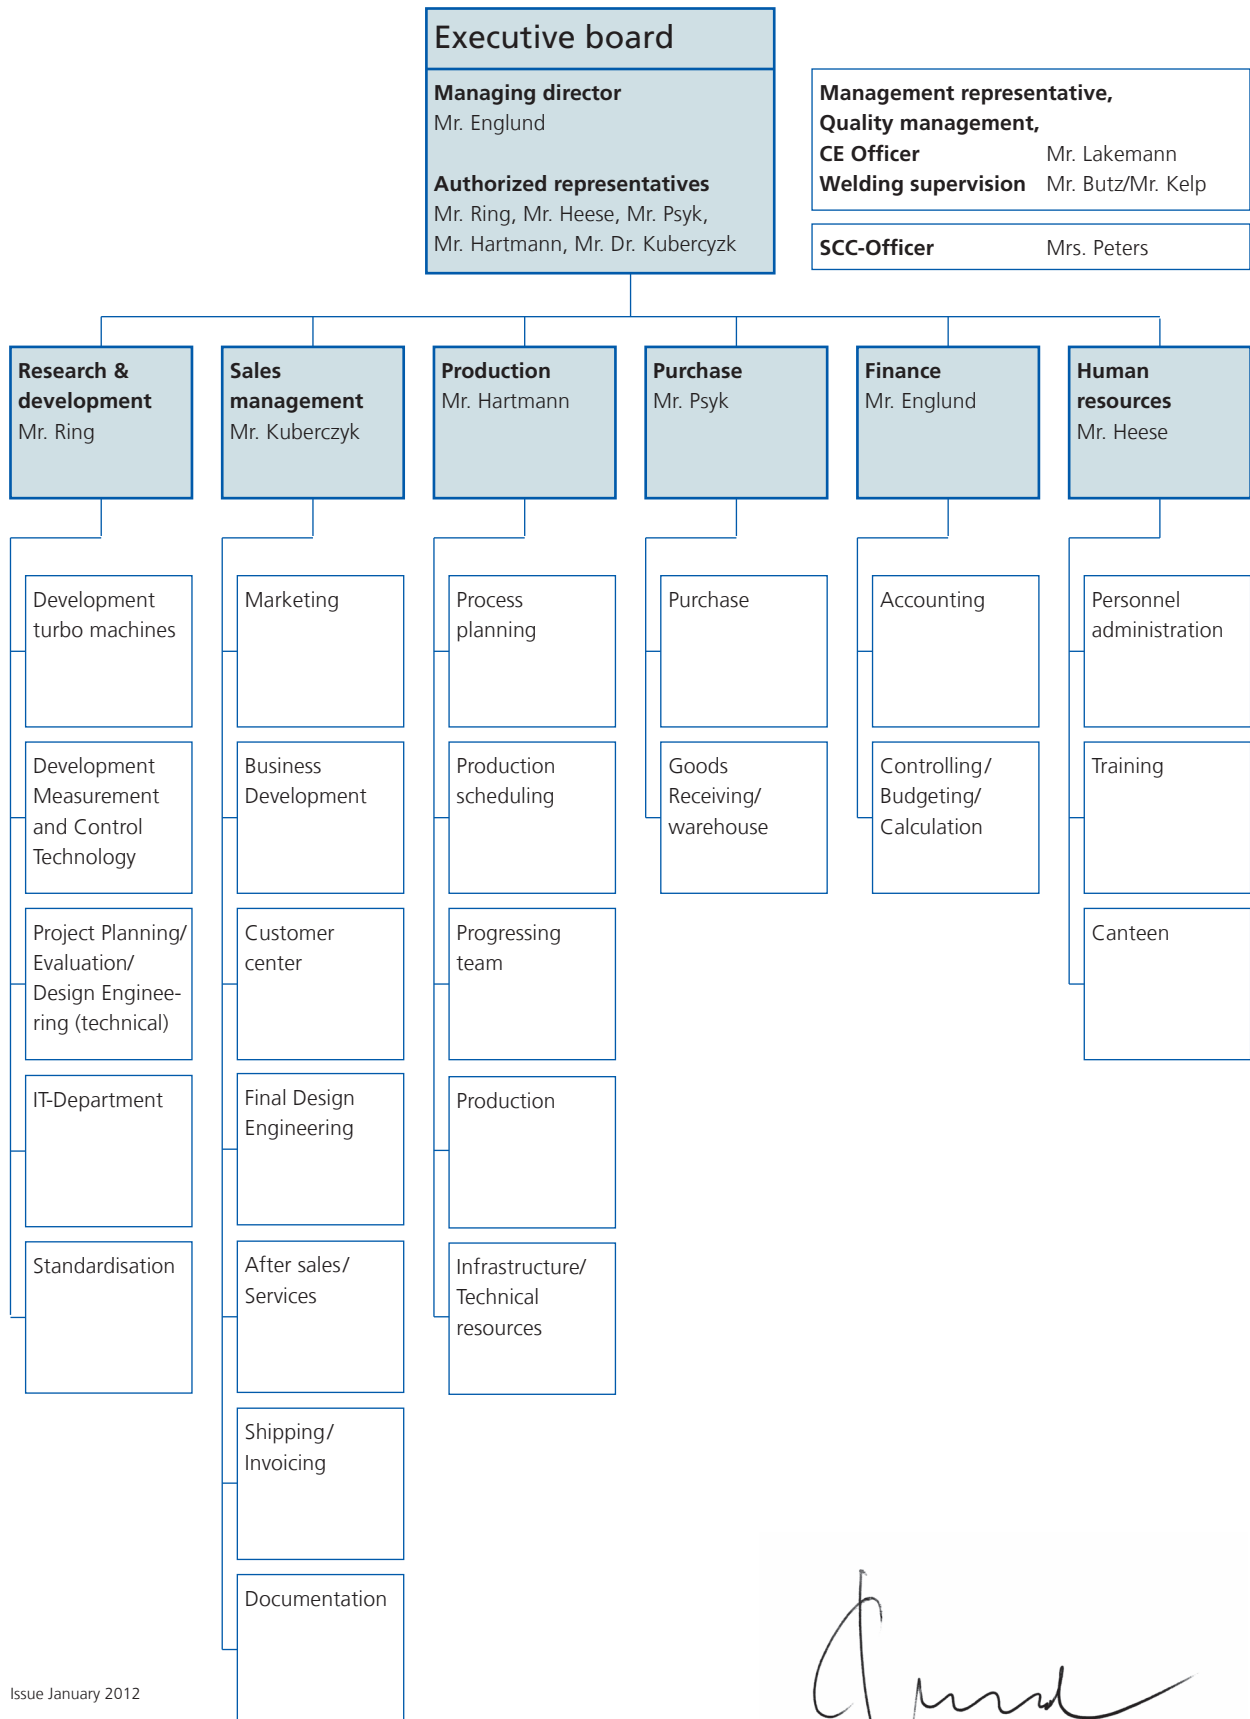 Executive board
Managing director
Mr. Englund
Authorized representatives
Mr. Ring, Mr. Heese, Mr. Psyk,
Mr. Hartmann, Mr. Dr. Kubercyzk
Management representative,
Quality management,
CE Officer Mr. Lakemann
Welding supervision Mr. Butz/Mr. Kelp
SCC-Officer Mrs. Peters
Research &
development
Mr. Ring
Sales
management
Mr. Kuberczyk
Production
Mr. Hartmann
Purchase
Mr. Psyk
Finance
Mr. Englund
Human
resources
Mr. Heese
Development
turbo machines
Development
Measurement
and Control
Technology
Project Planning/
Evaluation/
Design Enginee-
ring (technical)
IT-Department
Standardisation
Marketing
Business
Development
Customer
center
Final Design
Engineering
After sales/
Services
Shipping/
Invoicing
Documentation
Process
planning
Production
scheduling
Progressing
team
Production
Infrastructure/
Technical
resources
Purchase
Goods
Receiving/
warehouse
Accounting
Controlling/
Budgeting/
Calculation
Personnel
administration
Training
Canteen
Issue January 2012